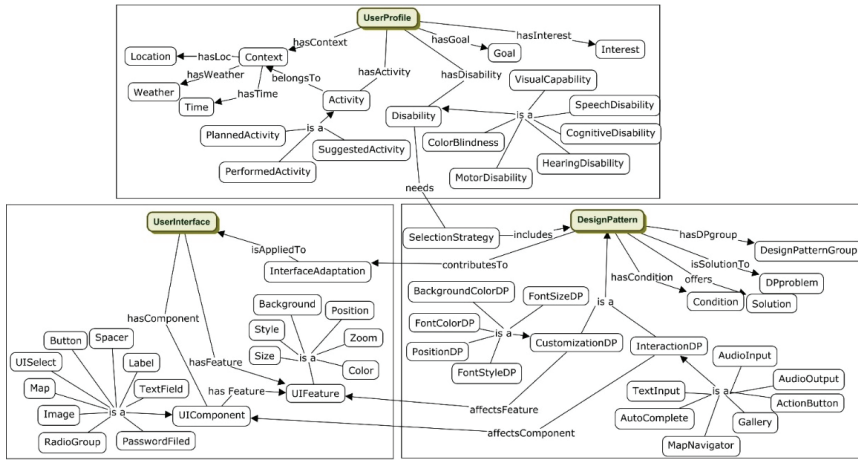 UserProfile
hasContext
hasGoal
hasInterest
Location
hasLoc
Context
Goal
Interest
hasWeather
belongsTo
hasActivity
hasDisability
VisualCapability
Weather
hasTime
Time
Activity
Disability
SpeechDisability
is a
is a
PlannedActivity
SuggestedActivity
ColorBlindness
CognitiveDisability
PerformedActivity
MotorDisability
HearingDisability
needs
UserInterface
DesignPattern
isAppliedTo
SelectionStrategy
includes
hasDPgroup
DesignPatternGroup
InterfaceAdaptation
contributesTo
isSolutionTo
hasCondition
offers
DPproblem
Condition
Solution
Background
Position
BackgroundColorDP
FontSizeDP
is a
hasComponent
Style
Zoom
FontColorDP
is a
CustomizationDP
InteractionDP
Button
Spacer
Size
is a
Color
PositionDP
FontStyleDP
AudioInput
UISelect
Label
hasFeature
Map
TextField
has Feature
UIFeature
TextInput
is a
AudioOutput
ActionButton
Image
is a
UIComponent
affectsFeature
AutoComplete
Gallery
RadioGroup
PasswordFiled
affectsComponent
MapNavigator